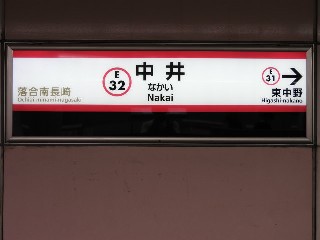 落合南長崎
Ochiai-minami-nagasaki
E
32
中井
なかい
Nakai
E
31
東中野
Higashi-nakano